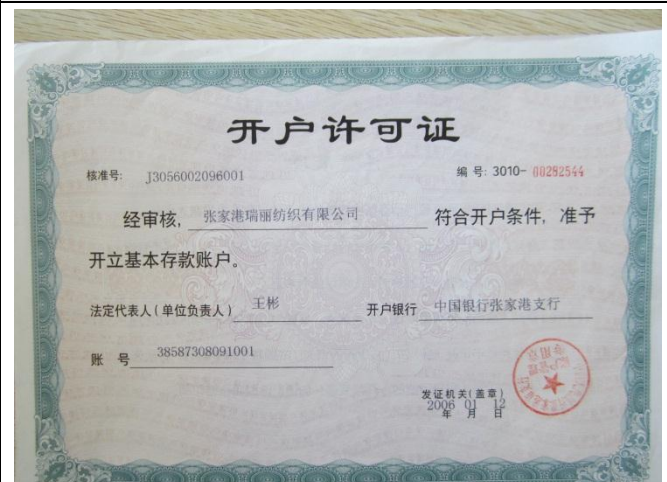 开户许可证
核准号: J3056002096001 编 号: 3010- 00282544
经审核, 张家港瑞丽纺织有限公司 符合开户条件, 准予
开立基本存款账户。
法定代表人(单位负责人) 王彬 开户银行 中国银行张家港支行
账 号 38587308091001
发证机关(盖章)
2006 01 12
年 月 日